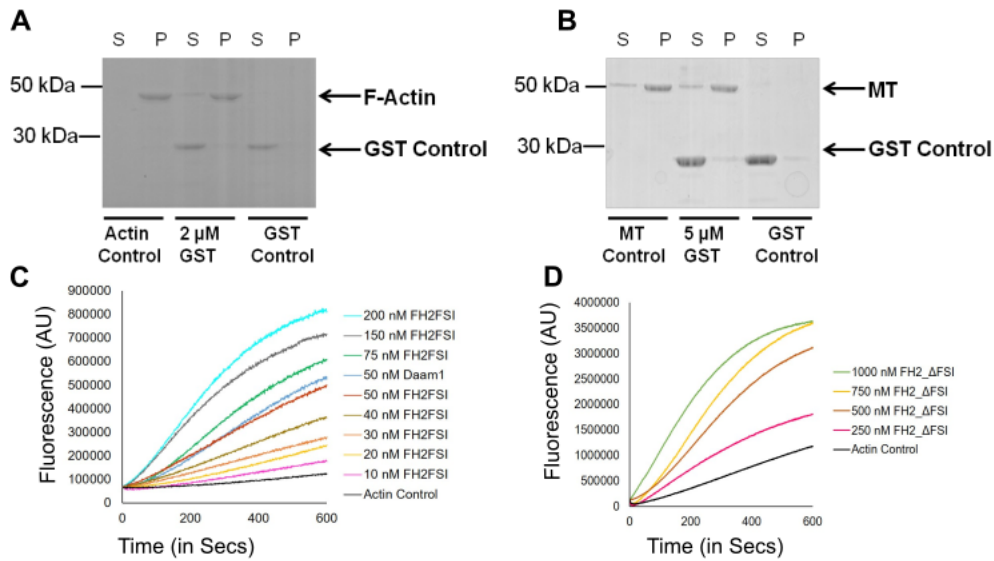 A
S P S P S P
50 kDa
F-Actin
30 kDa
GST Control
Actin Control
2 µM GST
GST Control
B
S P S P S P
50 kDa
MT
30 kDa
GST Control
MT Control
5 µM GST
GST Control
C
Fluorescence (AU)
900000
800000
700000
600000
500000
400000
300000
200000
100000
0
0 200 400 600
Time (in Secs)
200 nM FH2FSI
150 nM FH2FSI
75 nM FH2FSI
50 nM Daam1
50 nM FH2FSI
40 nM FH2FSI
30 nM FH2FSI
20 nM FH2FSI
10 nM FH2FSI
Actin Control
D
Fluorescence (AU)
4000000
3500000
3000000
2500000
2000000
1500000
1000000
500000
0
0 200 400 600
Time (in Secs)
1000 nM FH2_ΔFSI
750 nM FH2_ΔFSI
500 nM FH2_ΔFSI
250 nM FH2_ΔFSI
Actin Control